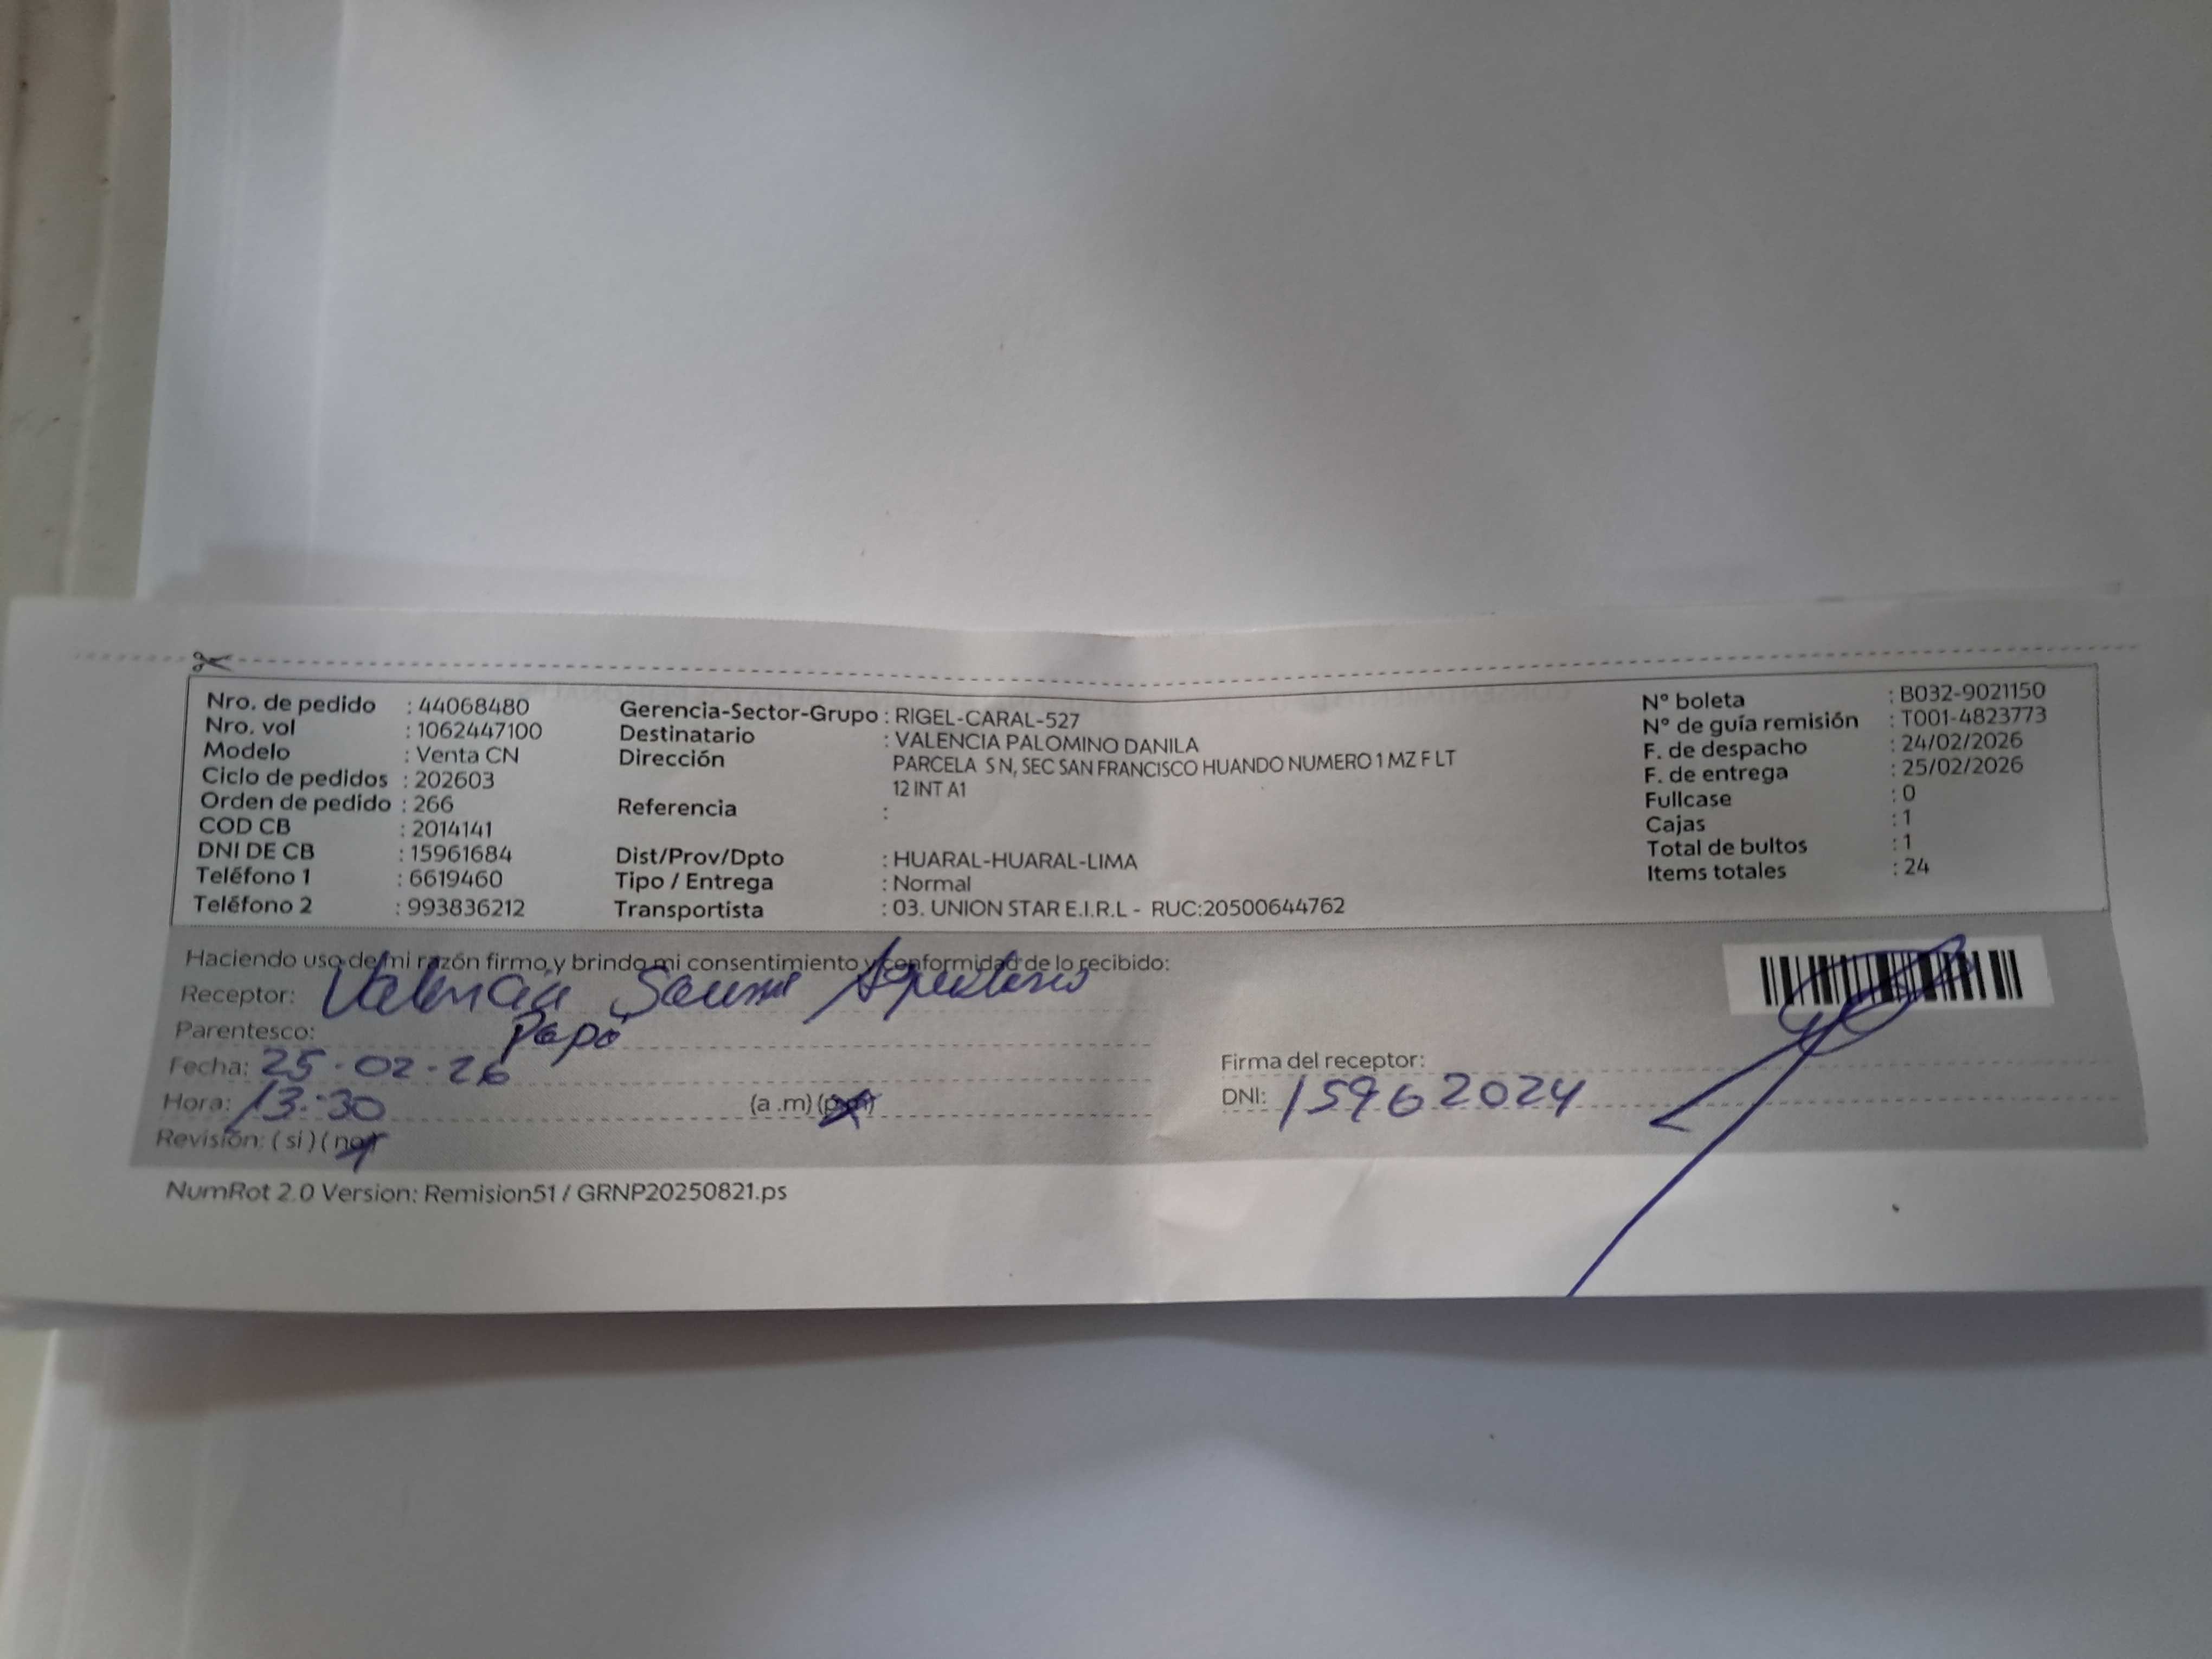 Nro. de pedido : 44068480
Nro. vol : 1062447100
Modelo : Venta CN
Ciclo de pedidos : 202603
Orden de pedido : 266
COD CB : 2014141
DNI DE CB : 15961684
Teléfono 1 : 6619460
Teléfono 2 : 993836212
Gerencia-Sector-Grupo : RIGEL-CARAL-527
Destinatario : VALENCIA PALOMINO DANILA
Dirección PARCELA S N, SEC SAN FRANCISCO HUANDO NUMERO 1 MZ F LT
12 INT A1
Referencia :
Dist/Prov/Dpto : HUARAL-HUARAL-LIMA
Tipo / Entrega : Normal
Transportista : 03. UNION STAR E.I.R.L - RUC:20500644762
N° boleta : B032-9021150
N° de guía remisión : T001-4823773
F. de despacho : 24/02/2026
F. de entrega : 25/02/2026
Fullcase : 0
Cajas : 1
Total de bultos : 1
Items totales : 24
Haciendo uso de mi razón firmo y brindo mi consentimiento y conformidad de lo recibido:
Receptor: Valencia
Parentesco: Papá
Fecha: 25-02-26
Hora: 13:30 (a.m) (p.m)
Revisión: (si) (no)
Firma del receptor:
DNI: 15962024
NumRot 2.0 Version: Remision51 / GRNP20250821.ps